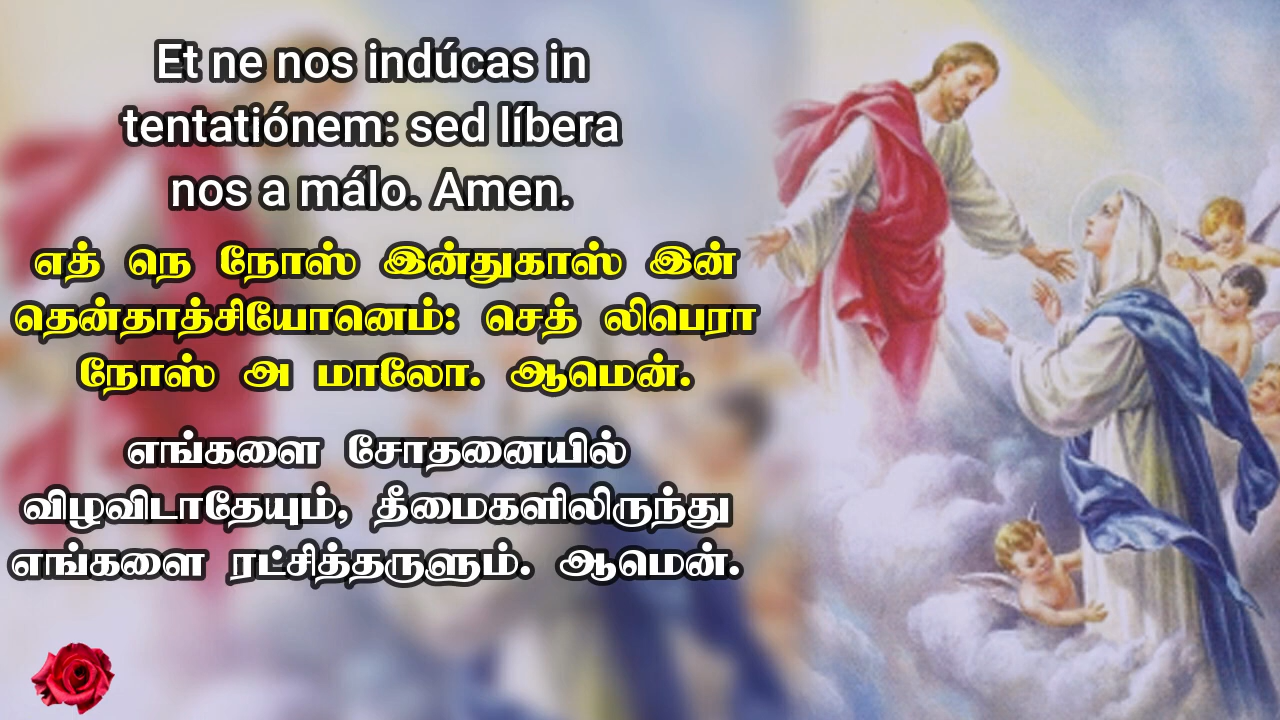 Et ne nos indúcas in
tentatiónem: sed líbera
nos a málo. Amen.
எத் நெ நோஸ் இன்துகாஸ் இன்
தென்தாத்சியோனெம்: செத் லிபெரா
நோஸ் அ மாலோ. ஆமென்.
எங்களை சோதனையில்
விழவிடாதேயும், தீமைகளிலிருந்து
எங்களை ரட்சித்தருளும். ஆமென்.